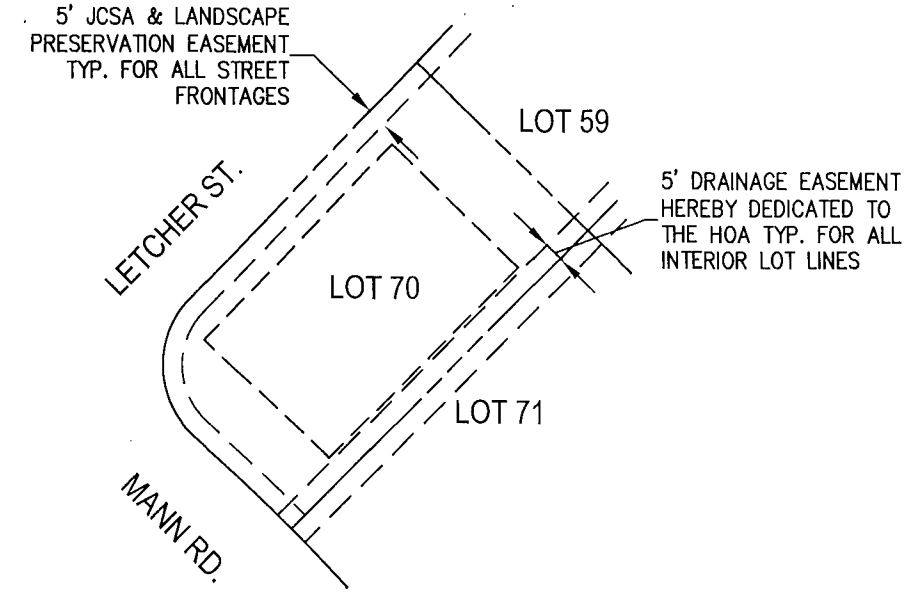 5' JCSA & LANDSCAPE
PRESERVATION EASEMENT
TYP. FOR ALL STREET
FRONTAGES
LOT 59
5' DRAINAGE EASEMENT
HEREBY DEDICATED TO
THE HOA TYP. FOR ALL
INTERIOR LOT LINES
LETCHER ST.
LOT 70
LOT 71
MANN RD.